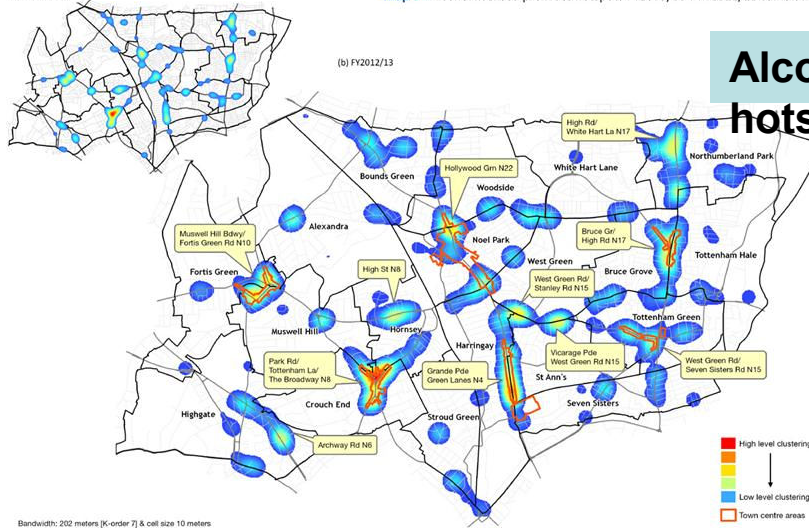 (b) FY2012/13
Alco
hots
High Rd/
White Hart La N17
Northumberland Park
White Hart Lane
Bounds Green
Hollywood Grn N22
Woodside
Alexandra
Muswell Hill Bdwy/
Fortis Green Rd N10
Noel Park
Bruce Gr/
High Rd N17
Tottenham Hale
West Green
Bruce Grove
Fortis Green
High St N8
West Green Rd/
Stanley Rd N15
Tottenham Green
Muswell Hill
Hornsey
Harringay
Vicarage Pde
West Green Rd N15
West Green Rd/
Seven Sisters Rd N15
Park Rd/
Tottenham La/
The Broadway N8
Grande Pde
Green Lanes N4
St Ann's
Crouch End
Seven Sisters
Highgate
Stroud Green
Archway Rd N6
High level clustering
Low level clustering
Town centre areas
Bandwidth: 202 meters [K-order 7] & cell size 10 meters